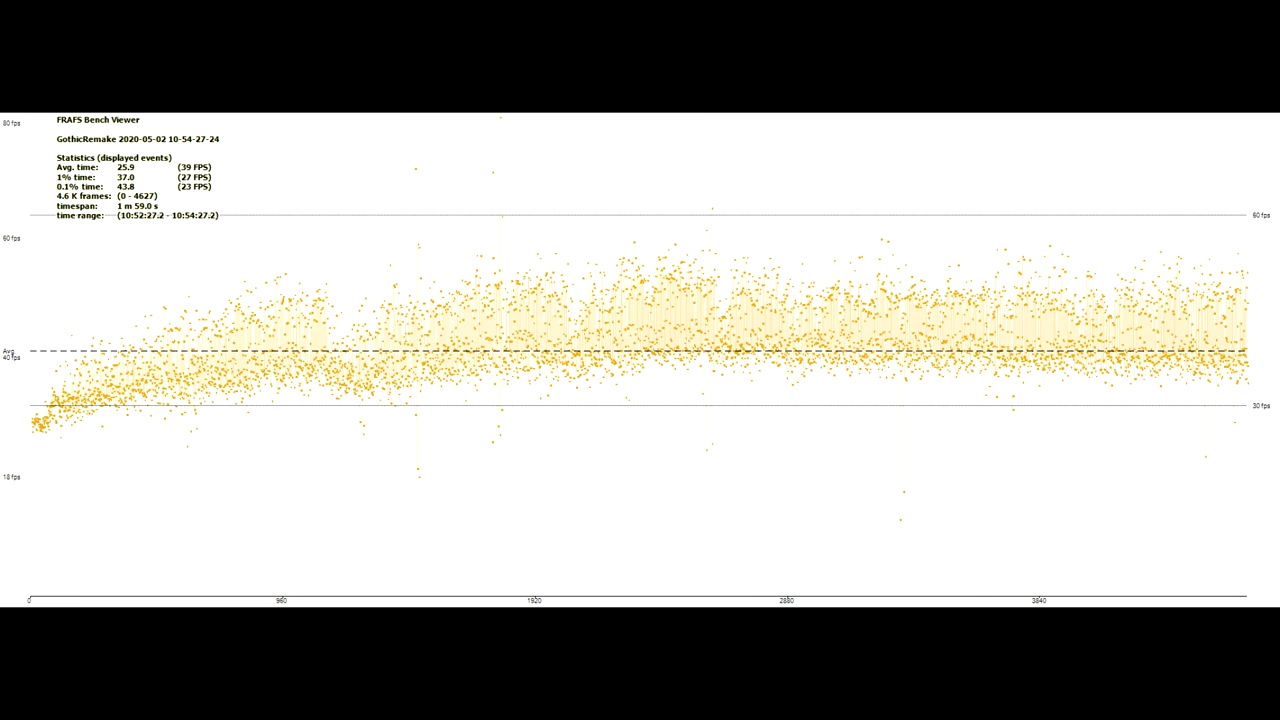 80 fps
FRAFS Bench Viewer
GothicRemake 2020-05-02 10-54-27-24
Statistics (displayed events)
Avg. time: 25.9 (39 FPS)
1% time: 37.0 (27 FPS)
0.1% time: 43.8 (23 FPS)
4.6 K frames: (0 - 4627)
timespan: 1 m 59.0 s
time range: (10:52:27.2 - 10:54:27.2)
60 fps
60 fps
Avg
40 fps
30 fps
18 fps
0 960 1920 2880 3840